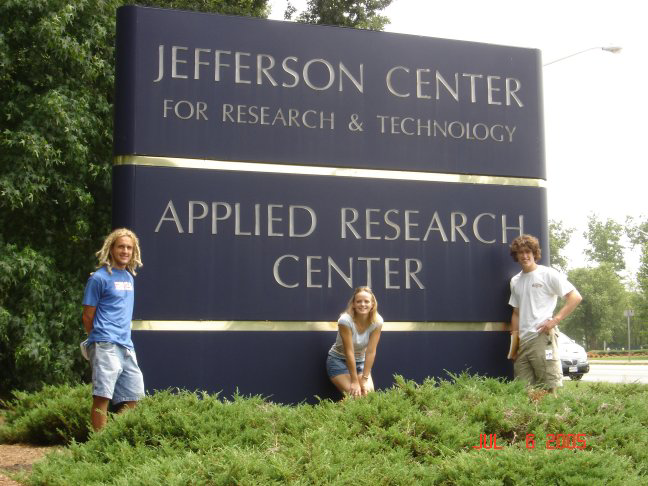 JEFFERSON CENTER
FOR RESEARCH & TECHNOLOGY
APPLIED RESEARCH
CENTER
JUL 6 2005